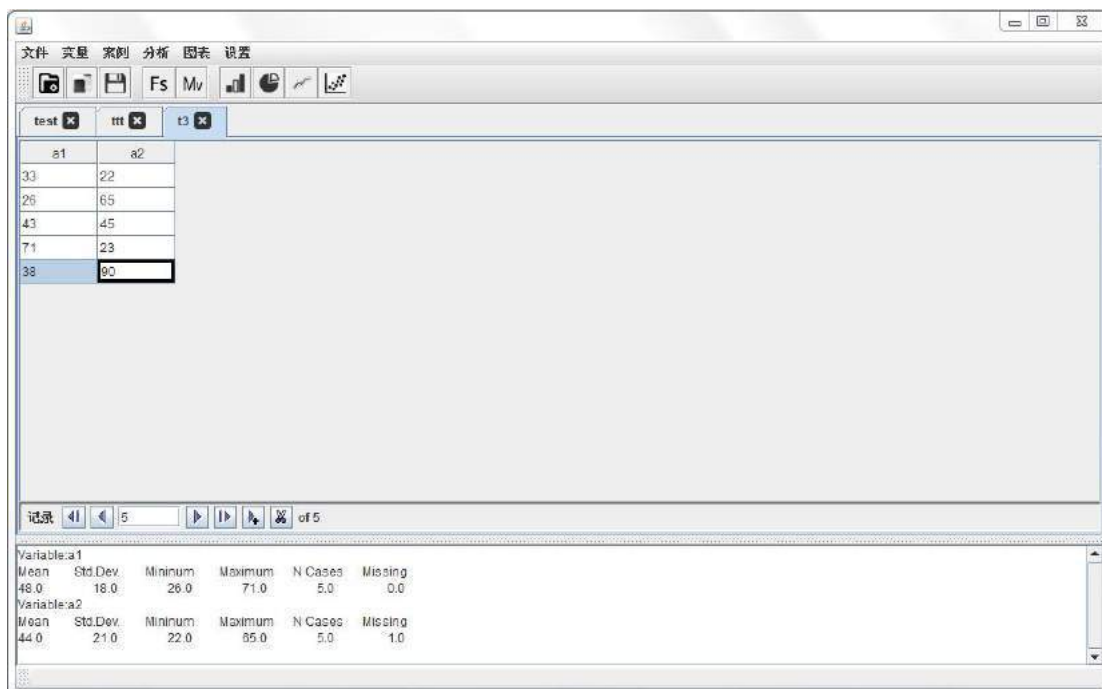 文件 变量 案例 分析 图表 设置
Fs Mv
test ttt t3
a1 a2
33 22
26 65
43 45
71 23
38 90
记录 5 of 5
Variable:a1
Mean Std.Dev. Mininum Maximum N Cases Missing
48.0 18.0 26.0 71.0 5.0 0.0
Variable:a2
Mean Std.Dev. Mininum Maximum N Cases Missing
44.0 21.0 22.0 65.0 5.0 1.0